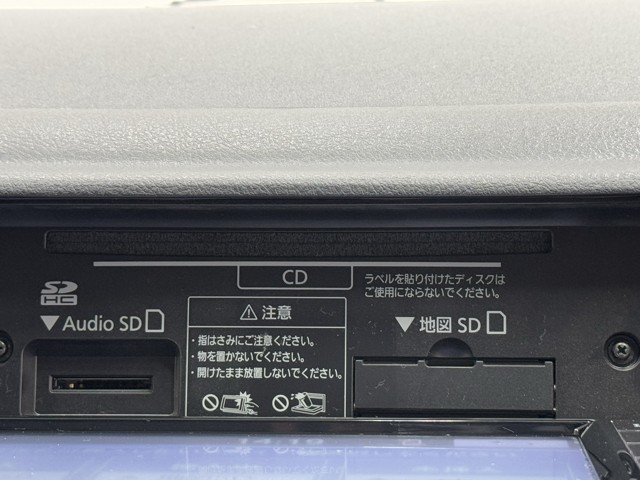 CD
ラベルを貼り付けたディスクは
ご使用にならないでください。
SD
HC
▼Audio SD
⚠注意
・指はさみにご注意ください。
・物を置かないでください。
・開けたまま放置しないでください。
▼地図 SD